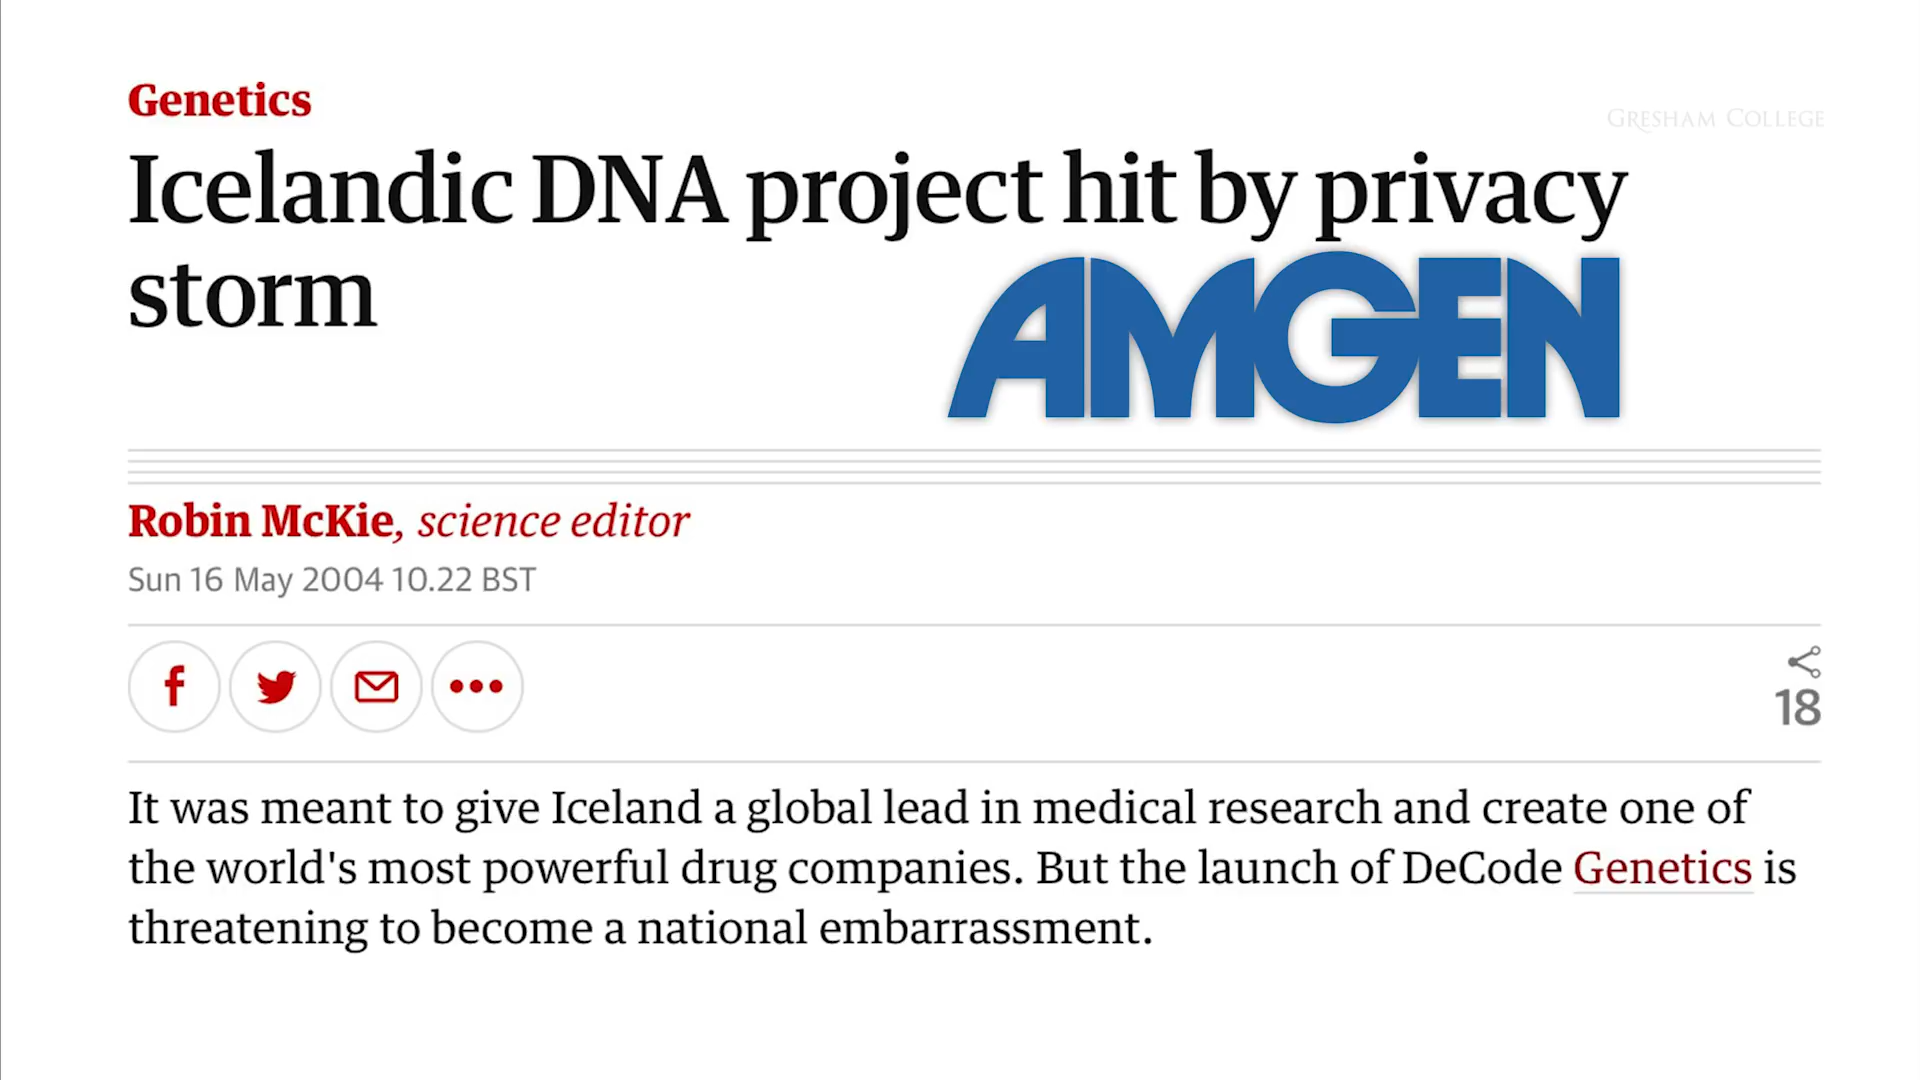 Genetics
GRESHAM COLLEGE
Icelandic DNA project hit by privacy
storm
AMGEN
Robin McKie, science editor
Sun 16 May 2004 10.22 BST
18
It was meant to give Iceland a global lead in medical research and create one of
the world's most powerful drug companies. But the launch of DeCode Genetics is
threatening to become a national embarrassment.